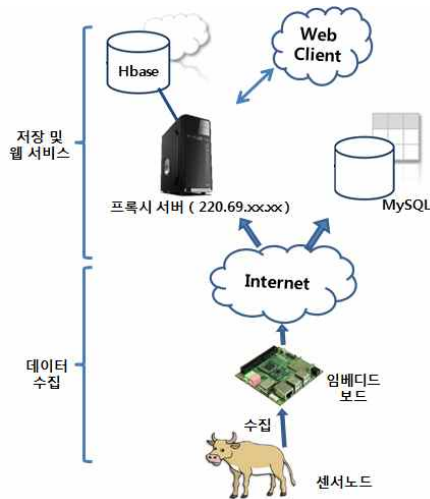 Hbase
Web
Client
저장 및
웹 서비스
프록시 서버 ( 220.69.xx.xx )
MySQL
Internet
데이터
수집
임베디드
보드
수집
센서노드